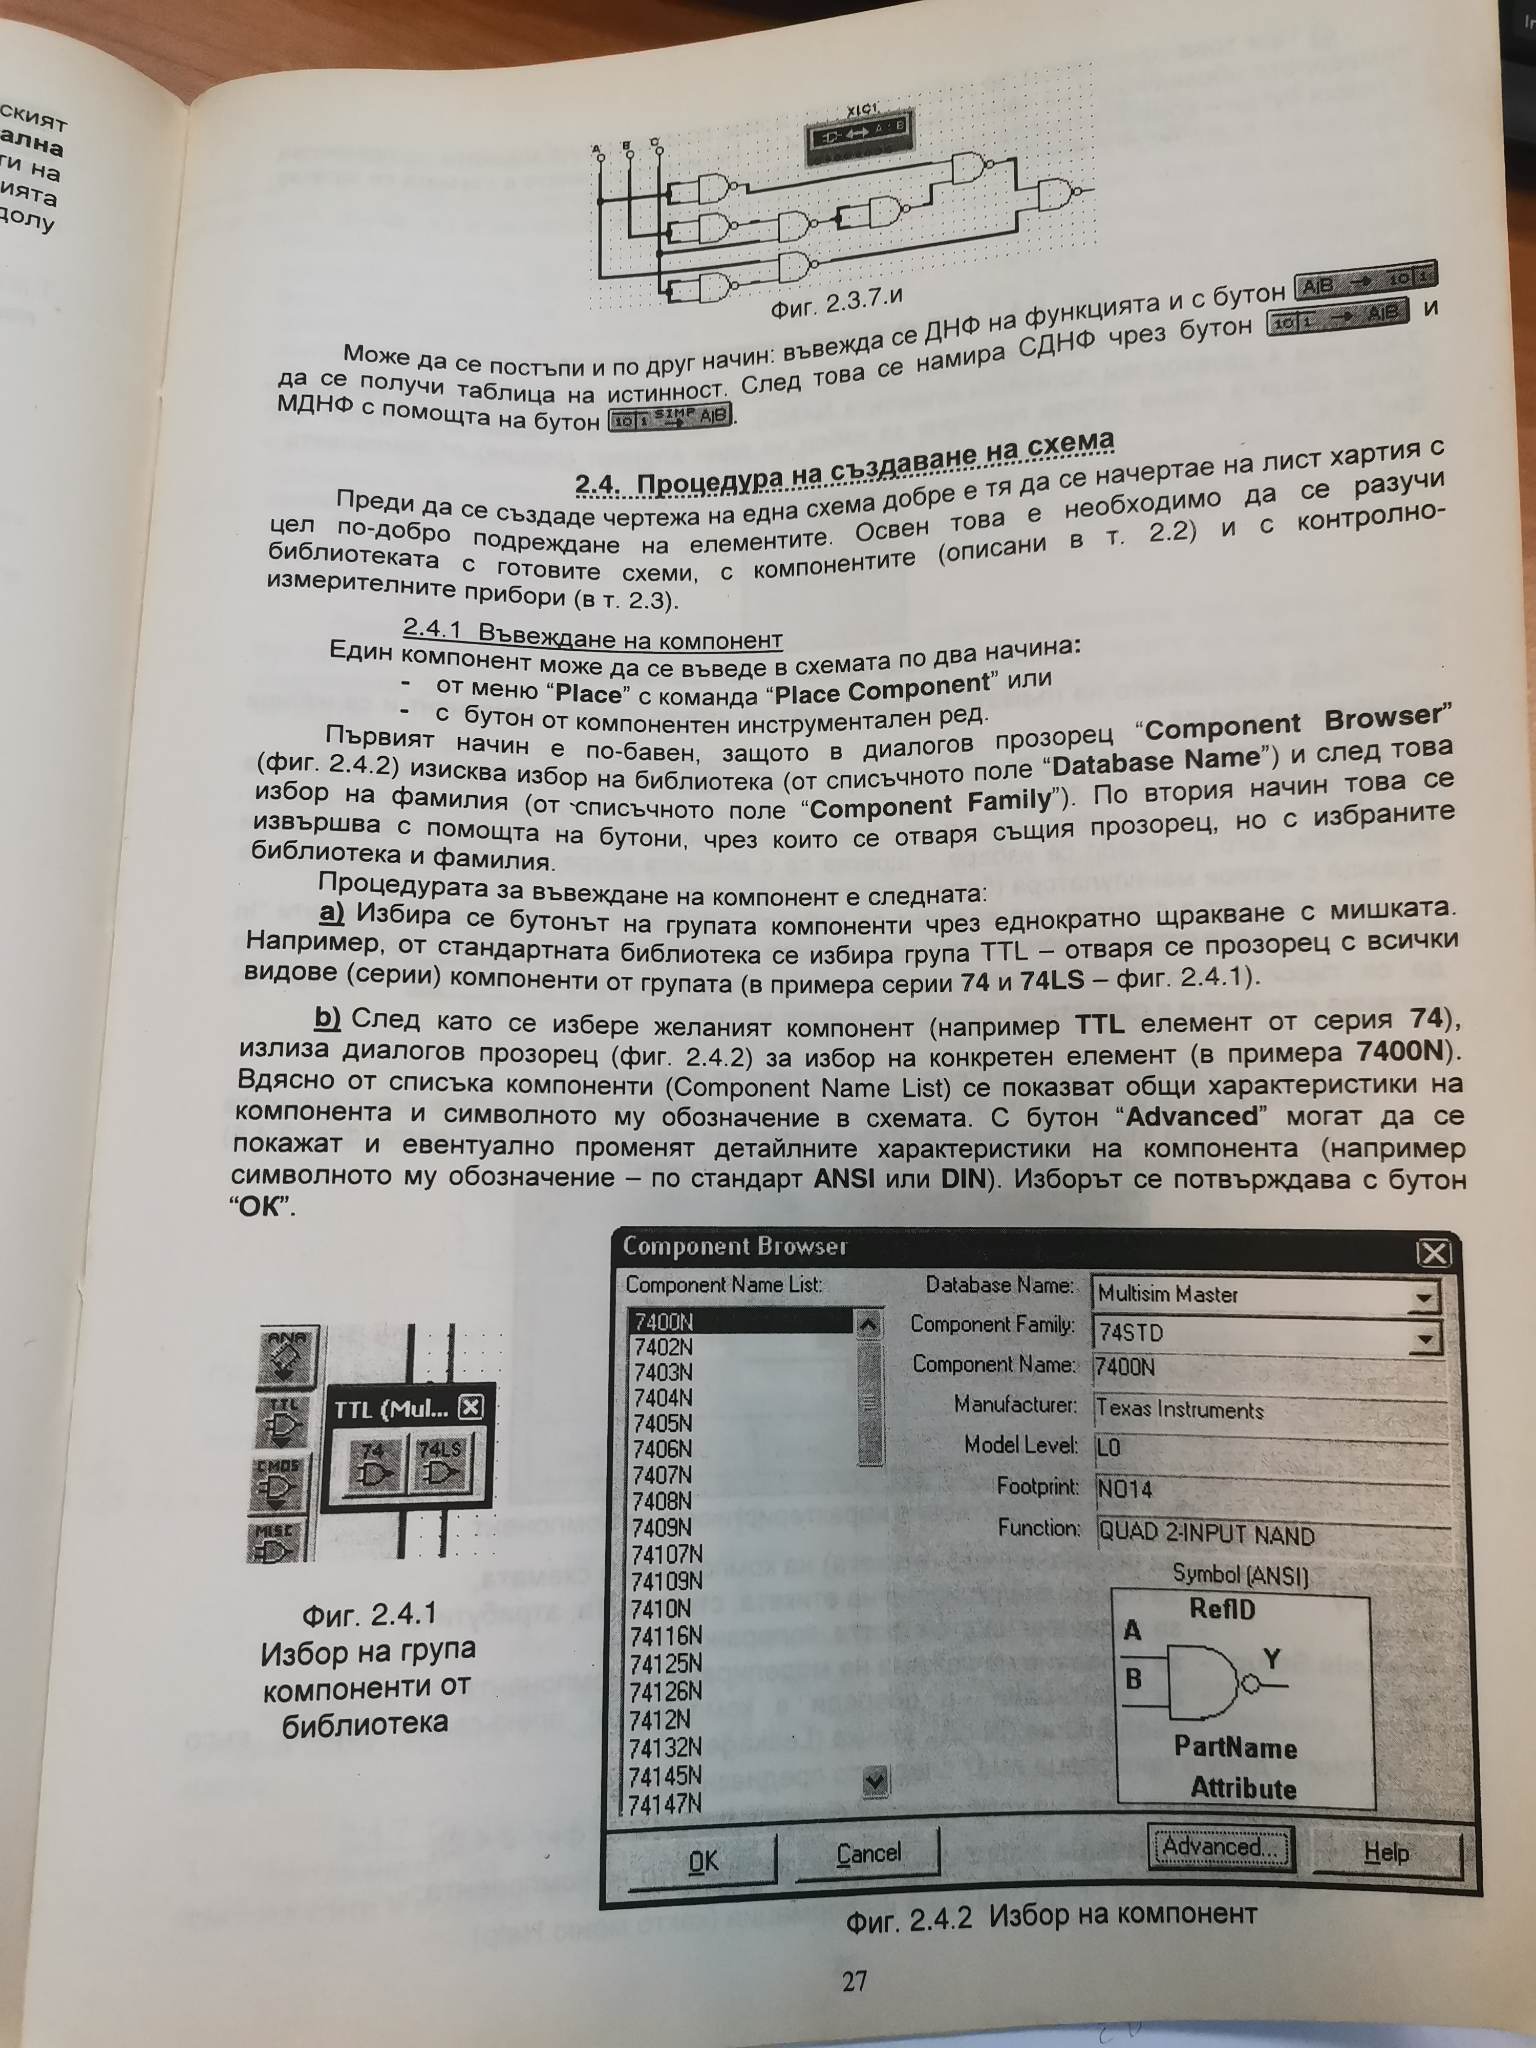 ският
ална
ти на
ията
долу
XLC1
A B C
A B
Фиг. 2.3.7.и
Може да се постъпи и по друг начин: въвежда се ДНФ на функцията и с бутон A|B → 10|1
да се получи таблица на истинност. След това се намира СДНФ чрез бутон 10|1 → A|B и
МДНФ с помощта на бутон 10|1 SIMP → A|B.
2.4. Процедура на създаване на схема
Преди да се създаде чертежа на една схема добре е тя да се начертае на лист хартия с
цел по-добро подреждане на елементите. Освен това е необходимо да се разучи
библиотеката с готовите схеми, с компонентите (описани в т. 2.2) и с контролно-
измерителните прибори (в т. 2.3).
2.4.1 Въвеждане на компонент
Един компонент може да се въведе в схемата по два начина:
- от меню “Place” с команда “Place Component” или
- с бутон от компонентен инструментален ред.
Първият начин е по-бавен, защото в диалогов прозорец “Component Browser”
(фиг. 2.4.2) изисква избор на библиотека (от списъчното поле “Database Name”) и след това
избор на фамилия (от списъчното поле “Component Family”). По втория начин това се
извършва с помощта на бутони, чрез които се отваря същия прозорец, но с избраните
библиотека и фамилия.
Процедурата за въвеждане на компонент е следната:
a) Избира се бутонът на групата компоненти чрез еднократно щракване с мишката.
Например, от стандартната библиотека се избира група TTL – отваря се прозорец с всички
видове (серии) компоненти от групата (в примера серии 74 и 74LS – фиг. 2.4.1).
b) След като се избере желаният компонент (например TTL елемент от серия 74),
излиза диалогов прозорец (фиг. 2.4.2) за избор на конкретен елемент (в примера 7400N).
Вдясно от списъка компоненти (Component Name List) се показват общи характеристики на
компонента и символното му обозначение в схемата. С бутон “Advanced” могат да се
покажат и евентуално променят детайлните характеристики на компонента (например
символното му обозначение – по стандарт ANSI или DIN). Изборът се потвърждава с бутон
“OK”.
ANA
TTL
CMOS
MISC
TTL (Mul...
74 74LS
Фиг. 2.4.1
Избор на група
компоненти от
библиотека
Component Browser
Component Name List:
7400N
7402N
7403N
7404N
7405N
7406N
7407N
7408N
7409N
74107N
74109N
7410N
74116N
74125N
74126N
7412N
74132N
74145N
74147N
Database Name: Multisim Master
Component Family: 74STD
Component Name: 7400N
Manufacturer: Texas Instruments
Model Level: L0
Footprint: NO14
Function: QUAD 2-INPUT NAND
Symbol (ANSI)
RefID
A
B
Y
PartName
Attribute
OK Cancel Advanced... Help
Фиг. 2.4.2 Избор на компонент
27